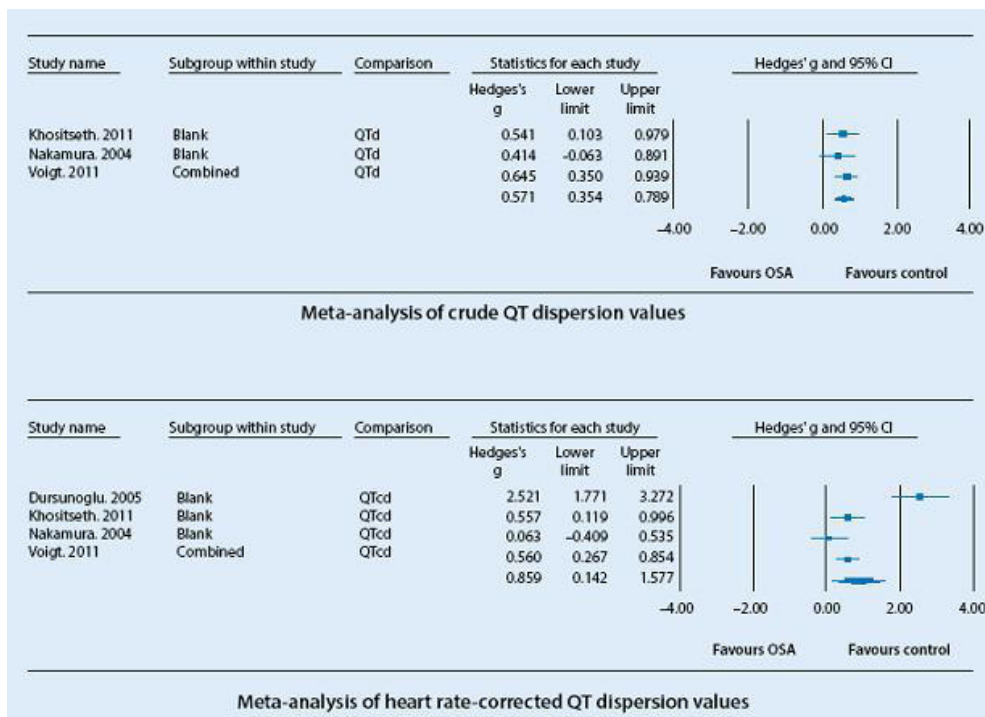 Study name Subgroup within study Comparison Statistics for each study Hedges' g and 95% CI
Hedges's Lower Upper
g limit limit
Khositseth. 2011 Blank QTd 0.541 0.103 0.979
Nakamura. 2004 Blank QTd 0.414 -0.063 0.891
Voigt. 2011 Combined QTd 0.645 0.350 0.939
0.571 0.354 0.789
−4.00 −2.00 0.00 2.00 4.00
Favours OSA Favours control
Meta-analysis of crude QT dispersion values
Study name Subgroup within study Comparison Statistics for each study Hedges' g and 95% CI
Hedges's Lower Upper
g limit limit
Dursunoglu. 2005 Blank QTcd 2.521 1.771 3.272
Khositseth. 2011 Blank QTcd 0.557 0.119 0.996
Nakamura. 2004 Blank QTcd 0.063 -0.409 0.535
Voigt. 2011 Combined QTcd 0.560 0.267 0.854
0.859 0.142 1.577
−4.00 −2.00 0.00 2.00 4.00
Favours OSA Favours control
Meta-analysis of heart rate-corrected QT dispersion values